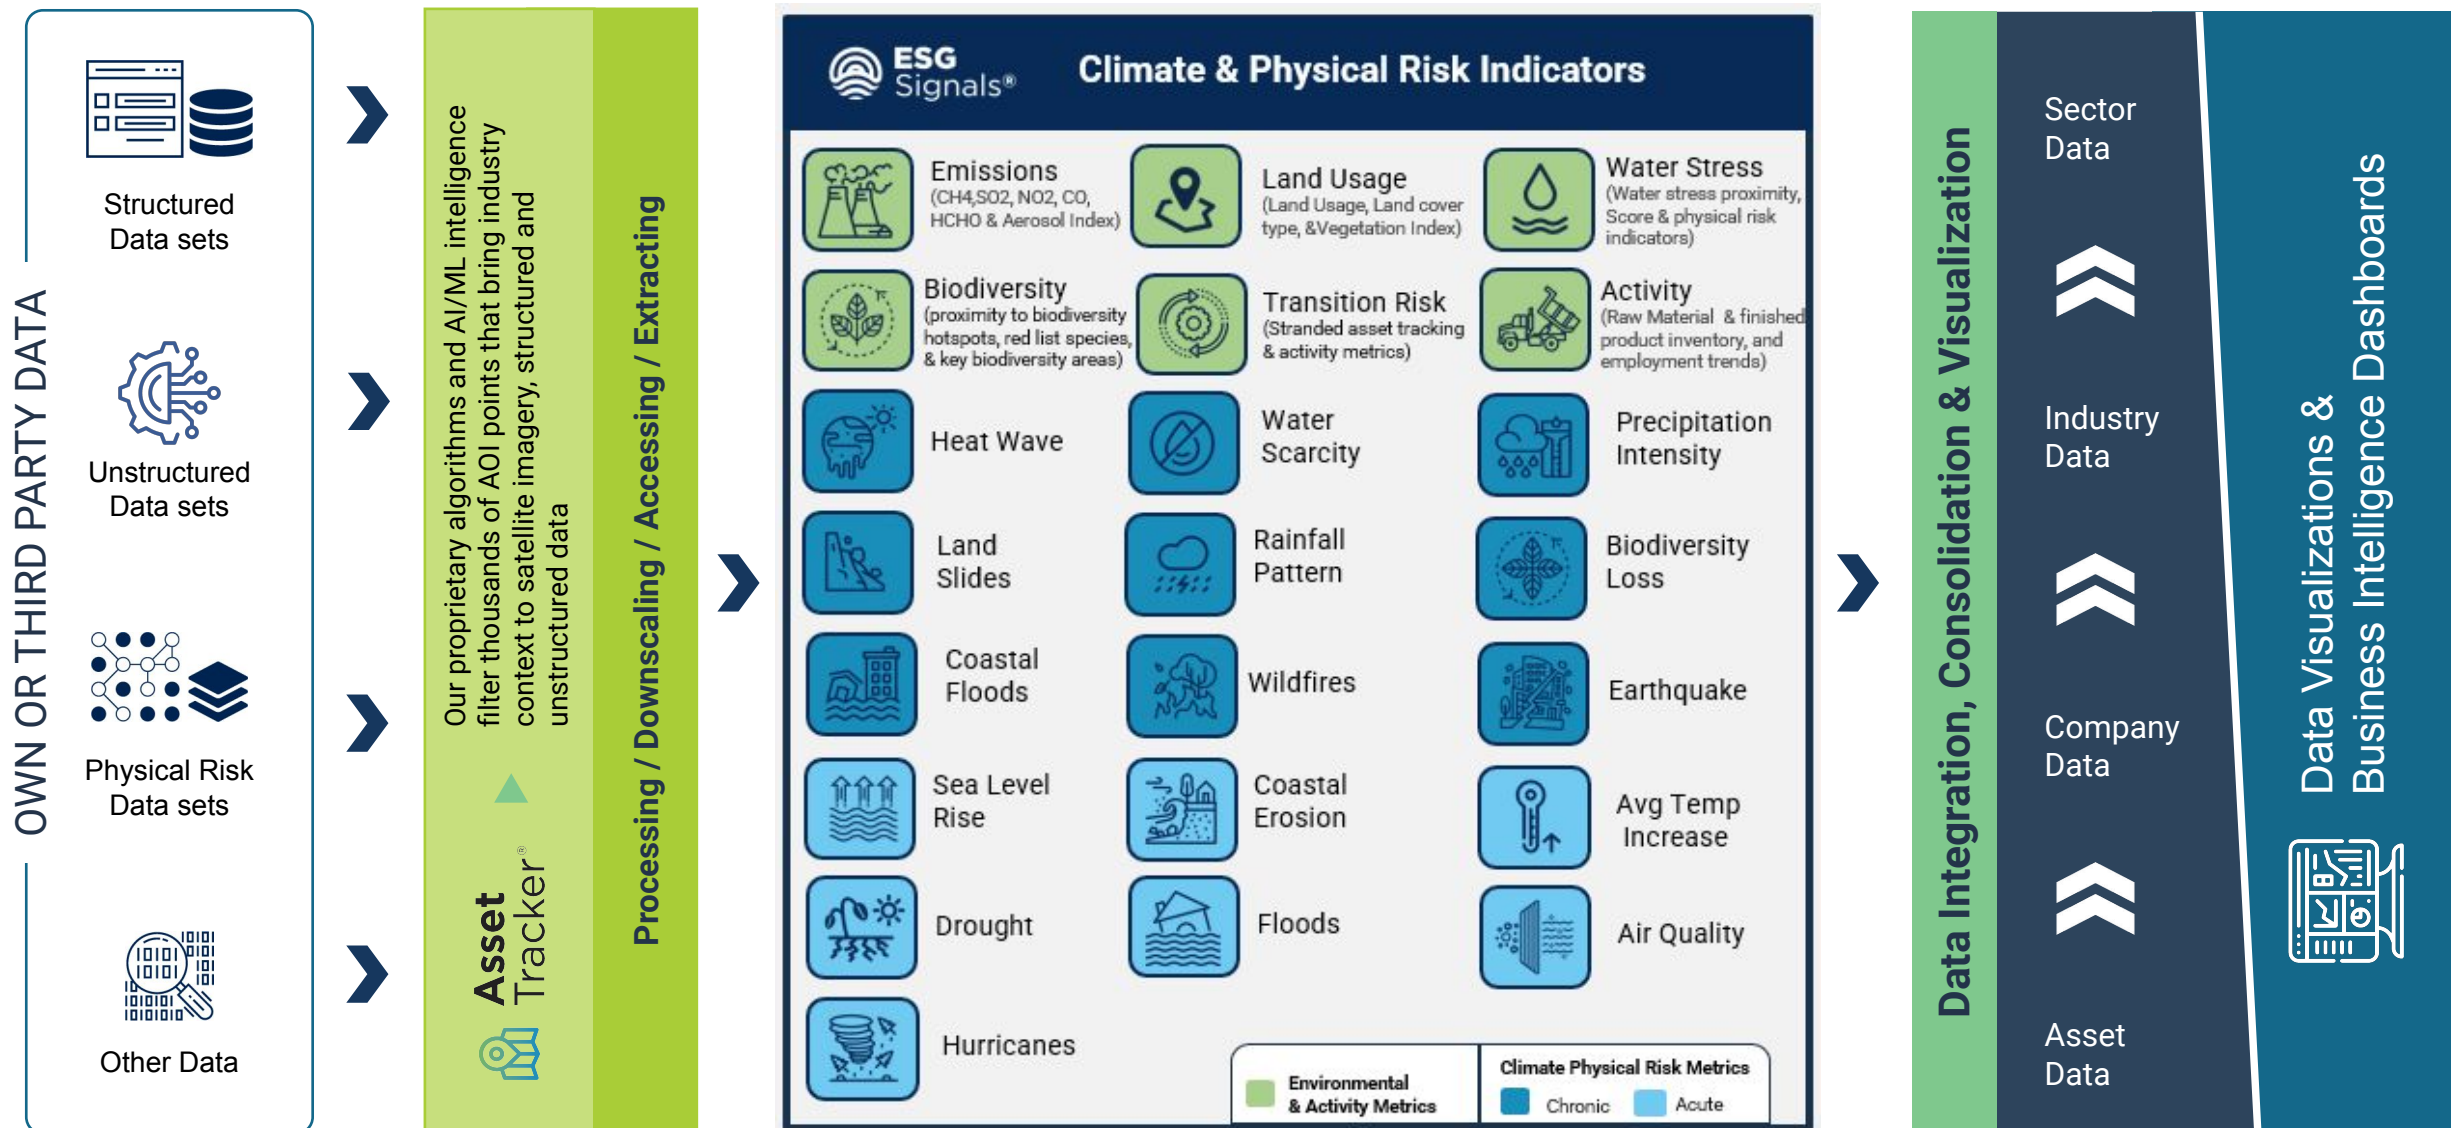 OWN OR THIRD PARTY DATA
Structured
Data sets
Unstructured
Data sets
Physical Risk
Data sets
Other Data
Asset
Tracker®
Our proprietary algorithms and AI/ML intelligence
filter thousands of AOI points that bring industry
context to satellite imagery, structured and
unstructured data
Processing / Downscaling / Accessing / Extracting
ESG
Signals®
Climate & Physical Risk Indicators
Emissions
(CH4,SO2, NO2, CO,
HCHO & Aerosol Index)
Land Usage
(Land Usage, Land cover
type, &Vegetation Index)
Water Stress
(Water stress proximity,
Score & physical risk
indicators)
Biodiversity
(proximity to biodiversity
hotspots, red list species,
& key biodiversity areas)
Transition Risk
(Stranded asset tracking
& activity metrics)
Activity
(Raw Material & finished
product inventory, and
employment trends)
Heat Wave
Water
Scarcity
Precipitation
Intensity
Land
Slides
Rainfall
Pattern
Biodiversity
Loss
Coastal
Floods
Wildfires
Earthquake
Sea Level
Rise
Coastal
Erosion
Avg Temp
Increase
Drought
Floods
Air Quality
Hurricanes
Environmental
& Activity Metrics
Climate Physical Risk Metrics
Chronic
Acute
Data Integration, Consolidation & Visualization
Sector
Data
Industry
Data
Company
Data
Asset
Data
Data Visualizations &
Business Intelligence Dashboards